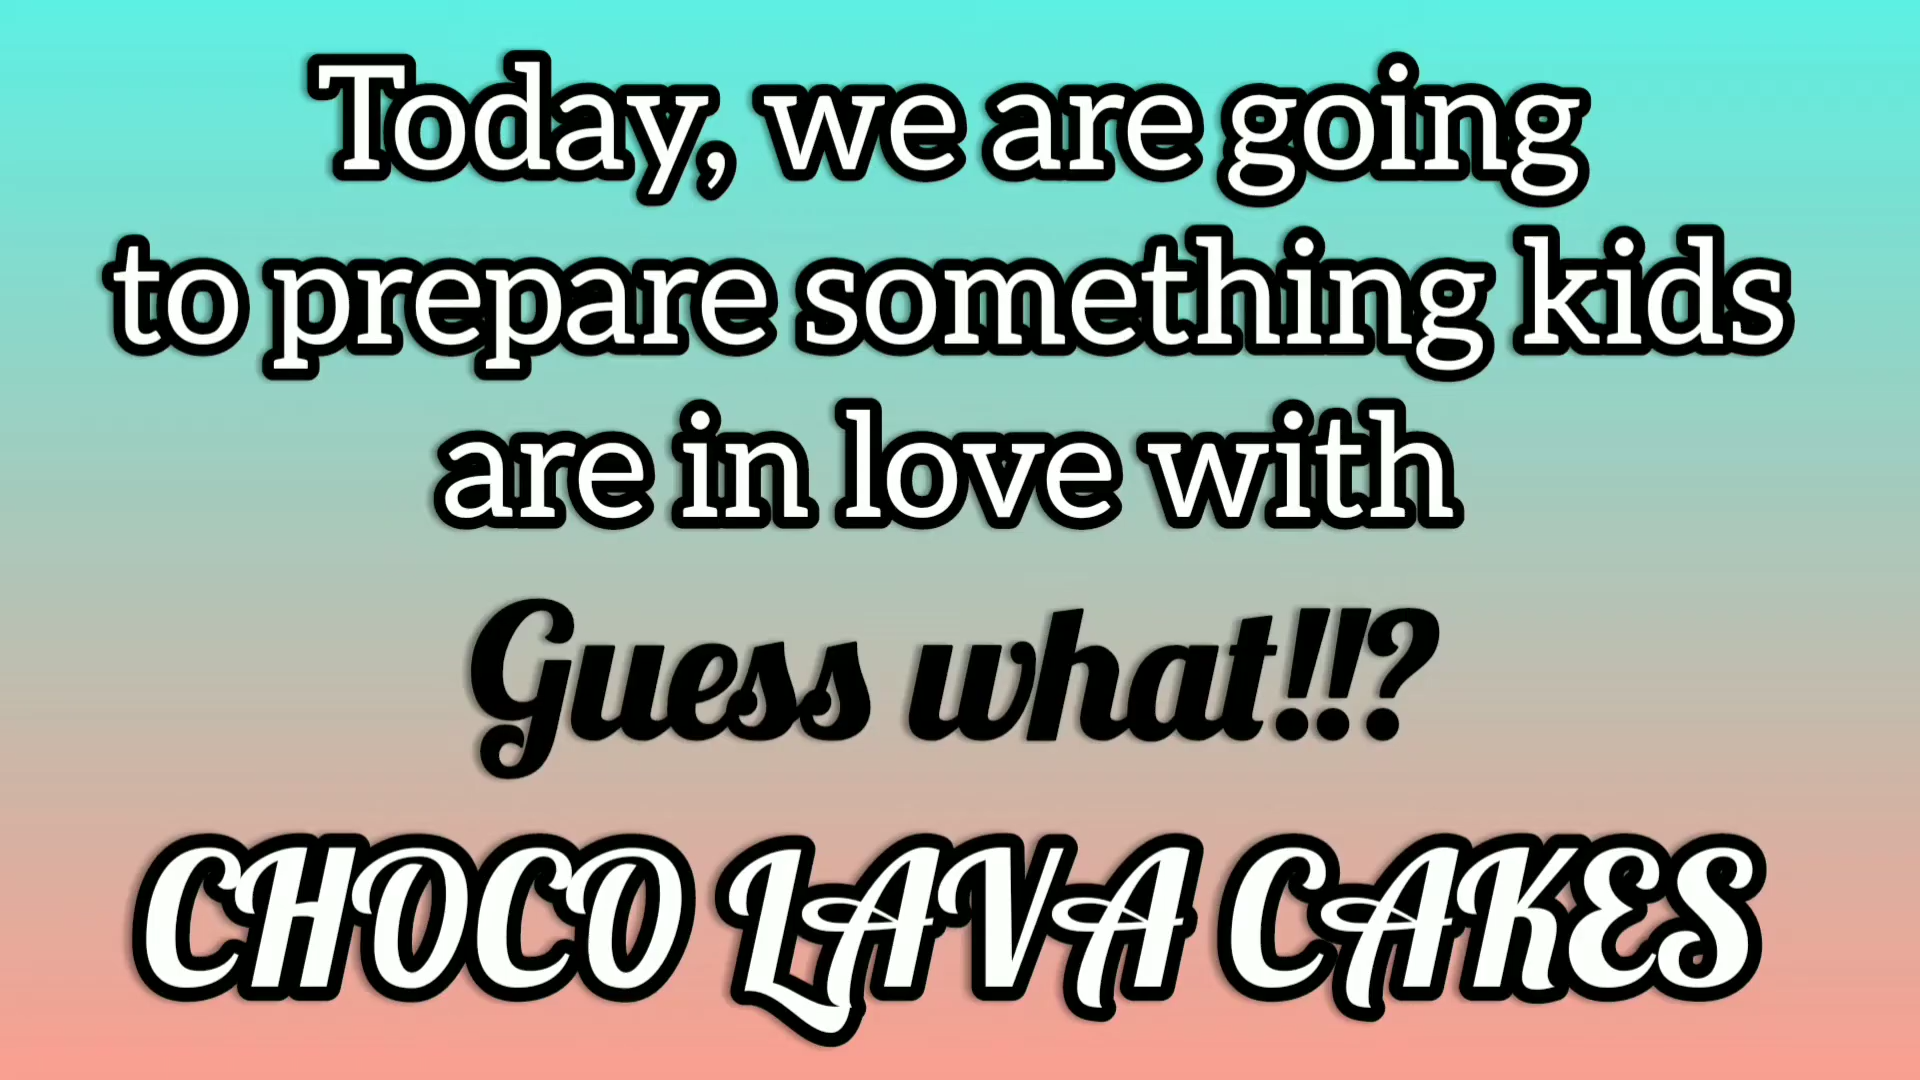 Today, we are going
to prepare something kids
are in love with
Guess what!!?
CHOCO LAVA CAKES